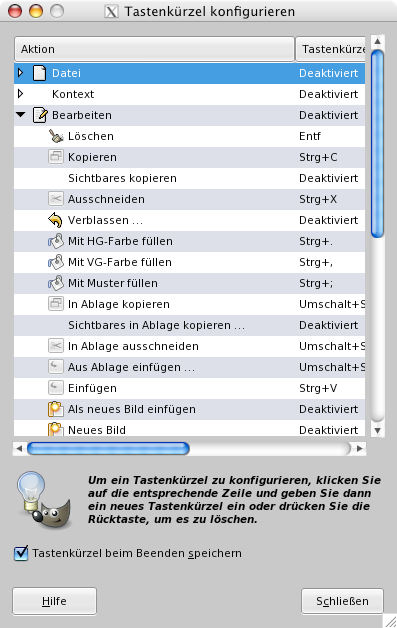 Tastenkürzel konfigurieren
Aktion Tastenkürze
Datei Deaktiviert
Kontext Deaktiviert
Bearbeiten Deaktiviert
Löschen Entf
Kopieren Strg+C
Sichtbares kopieren Deaktiviert
Ausschneiden Strg+X
Verblassen ... Deaktiviert
Mit HG-Farbe füllen Strg+.
Mit VG-Farbe füllen Strg+,
Mit Muster füllen Strg+;
In Ablage kopieren Umschalt+S
Sichtbares in Ablage kopieren ... Deaktiviert
In Ablage ausschneiden Umschalt+S
Aus Ablage einfügen ... Umschalt+S
Einfügen Strg+V
Als neues Bild einfügen Deaktiviert
Neues Bild Deaktiviert
Um ein Tastenkürzel zu konfigurieren, klicken Sie
auf die entsprechende Zeile und geben Sie dann
ein neues Tastenkürzel ein oder drücken Sie die
Rücktaste, um es zu löschen.
Tastenkürzel beim Beenden speichern
Hilfe Schließen